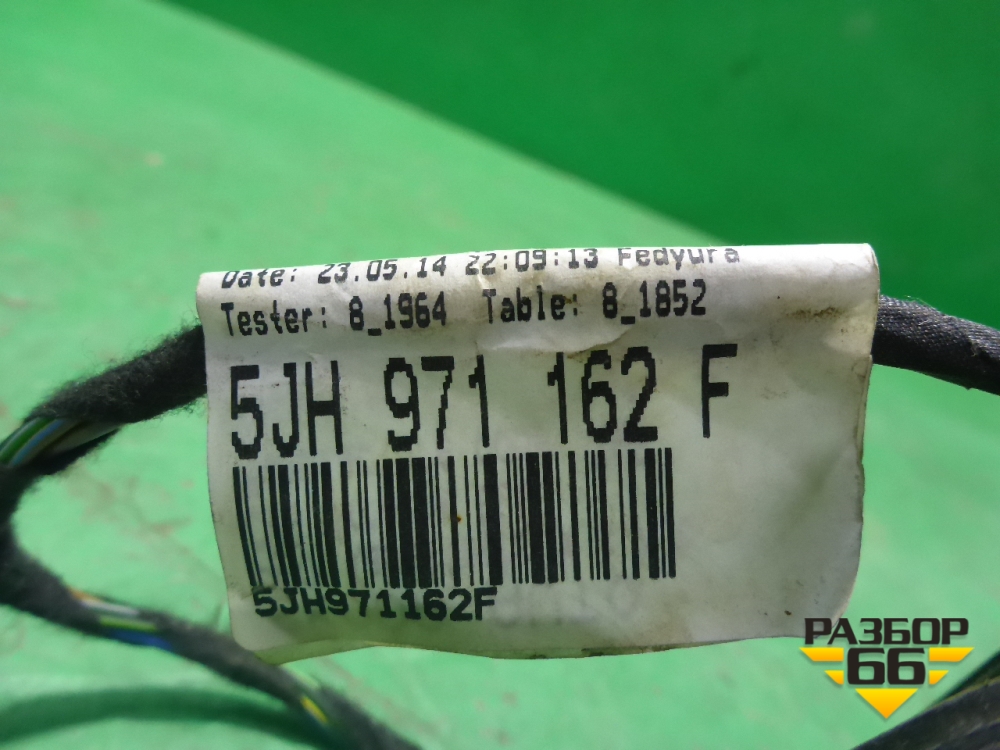 Date: 23.05.14 22:09:13 Fedyura
Tester: 8_1964 Table: 8_1852
5JH 971 162 F
5JH971162F
РАЗБОР
66